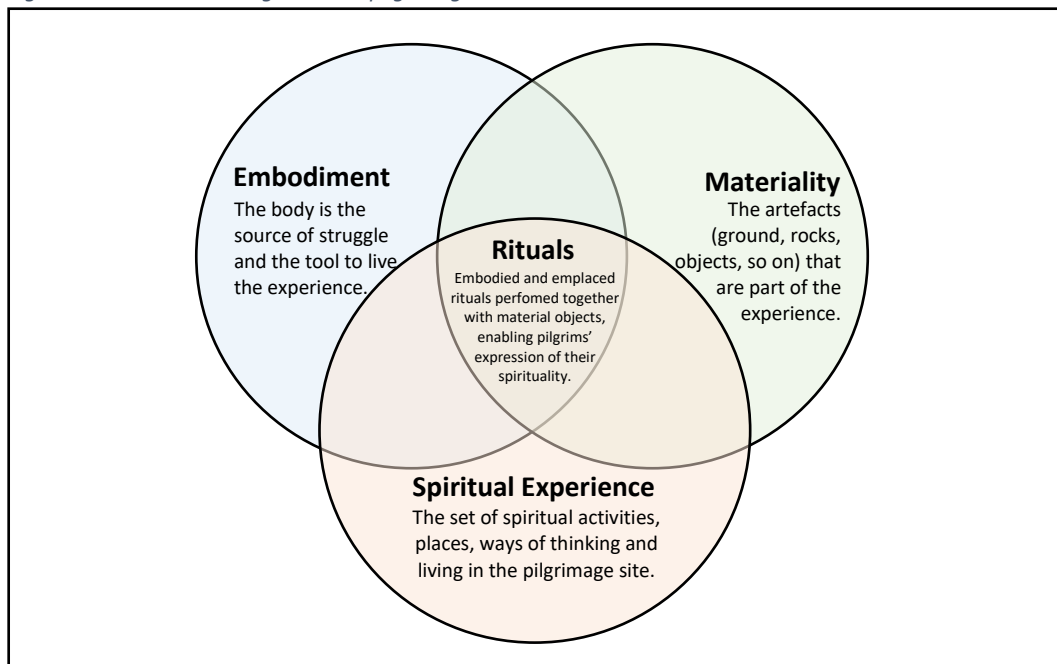 Embodiment
The body is the
source of struggle
and the tool to live
the experience.
Materiality
The artefacts
(ground, rocks,
objects, so on) that
are part of the
experience.
Rituals
Embodied and emplaced
rituals perfomed together
with material objects,
enabling pilgrims’
expression of their
spirituality.
Spiritual Experience
The set of spiritual activities,
places, ways of thinking and
living in the pilgrimage site.